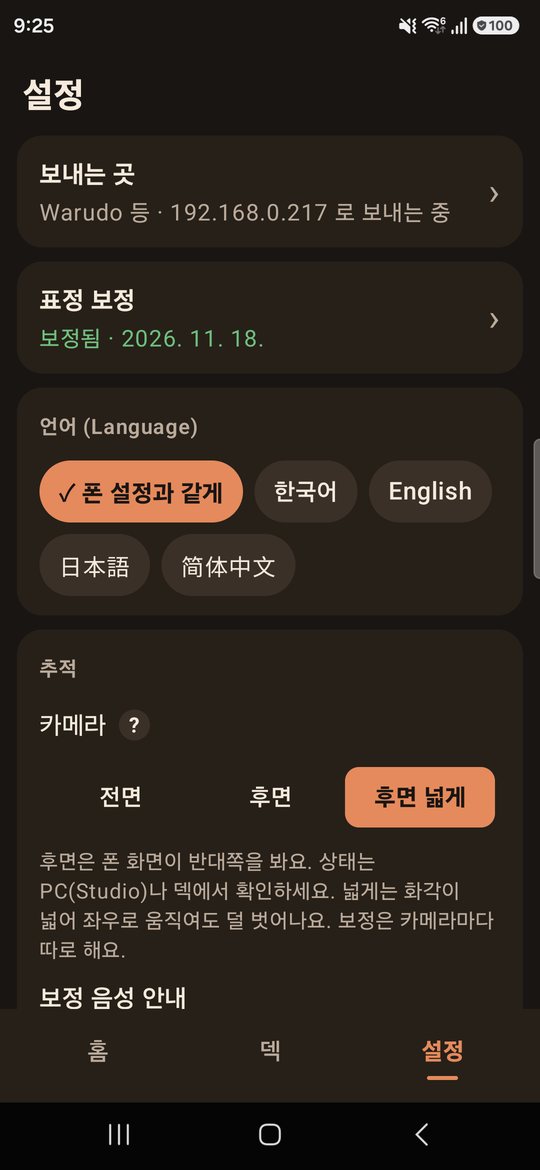 9:25
6
100
설정
보내는 곳
Warudo 등 · 192.168.0.217 로 보내는 중
표정 보정
보정됨 · 2026. 11. 18.
언어 (Language)
✓ 폰 설정과 같게 한국어 English
日本語 简体中文
추적
카메라 ?
전면 후면 후면 넓게
후면은 폰 화면이 반대쪽을 봐요. 상태는
PC(Studio)나 덱에서 확인하세요. 넓게는 화각이
넓어 좌우로 움직여도 덜 벗어나요. 보정은 카메라마다
따로 해요.
보정 음성 안내
홈 덱 설정